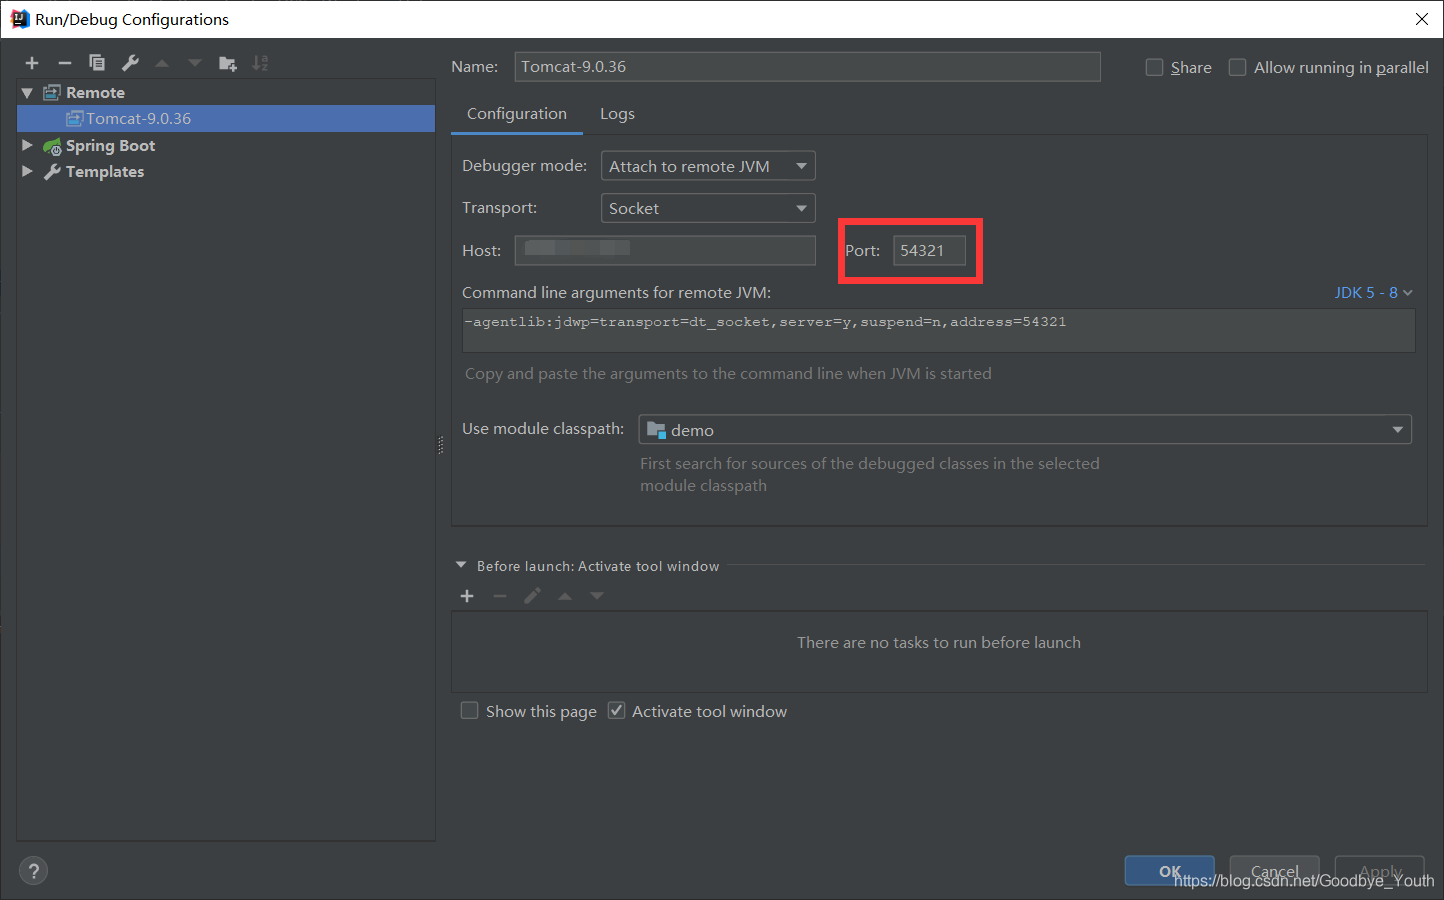 Run/Debug Configurations
Name: Tomcat-9.0.36
Share
Allow running in parallel
Remote
Tomcat-9.0.36
Spring Boot
Templates
Configuration
Logs
Debugger mode: Attach to remote JVM
Transport: Socket
Host:
Port: 54321
Command line arguments for remote JVM:
JDK 5 - 8
-agentlib:jdwp=transport=dt_socket,server=y,suspend=n,address=54321
Copy and paste the arguments to the command line when JVM is started
Use module classpath: demo
First search for sources of the debugged classes in the selected
module classpath
Before launch: Activate tool window
There are no tasks to run before launch
Show this page
Activate tool window
?
OK
Cancel
Apply
https://blog.csdn.net/Goodbye_Youth